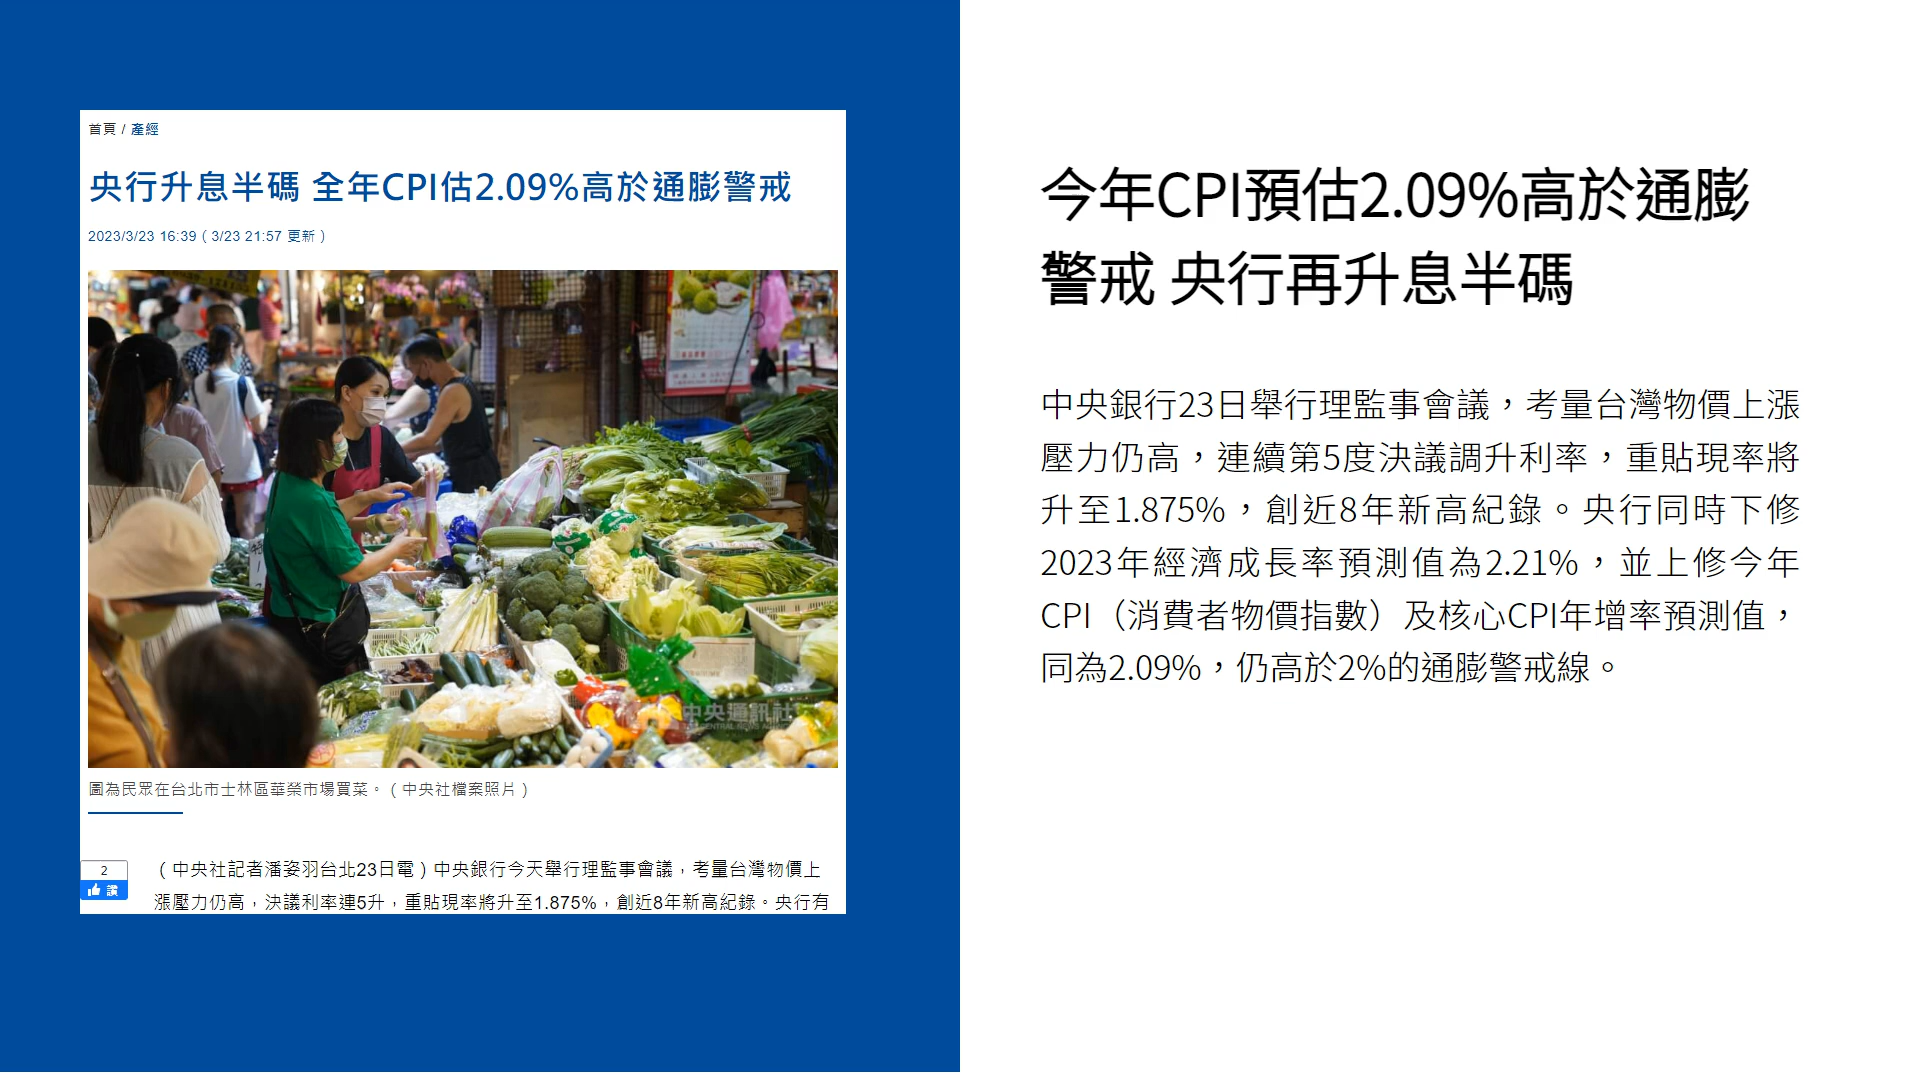 首頁 / 產經
央行升息半碼 全年CPI估2.09%高於通膨警戒
2023/3/23 16:39 ( 3/23 21:57 更新 )
中央通訊社
圖為民眾在台北市士林區華榮市場買菜。( 中央社檔案照片 )
2
讚
( 中央社記者潘姿羽台北23日電 ) 中央銀行今天舉行理監事會議，考量台灣物價上
漲壓力仍高，決議利率連5升，重貼現率將升至1.875%，創近8年新高紀錄。央行有
今年CPI預估2.09%高於通膨
警戒 央行再升息半碼
中央銀行23日舉行理監事會議，考量台灣物價上漲
壓力仍高，連續第5度決議調升利率，重貼現率將
升至1.875%，創近8年新高紀錄。央行同時下修
2023年經濟成長率預測值為2.21%，並上修今年
CPI（消費者物價指數）及核心CPI年增率預測值，
同為2.09%，仍高於2%的通膨警戒線。